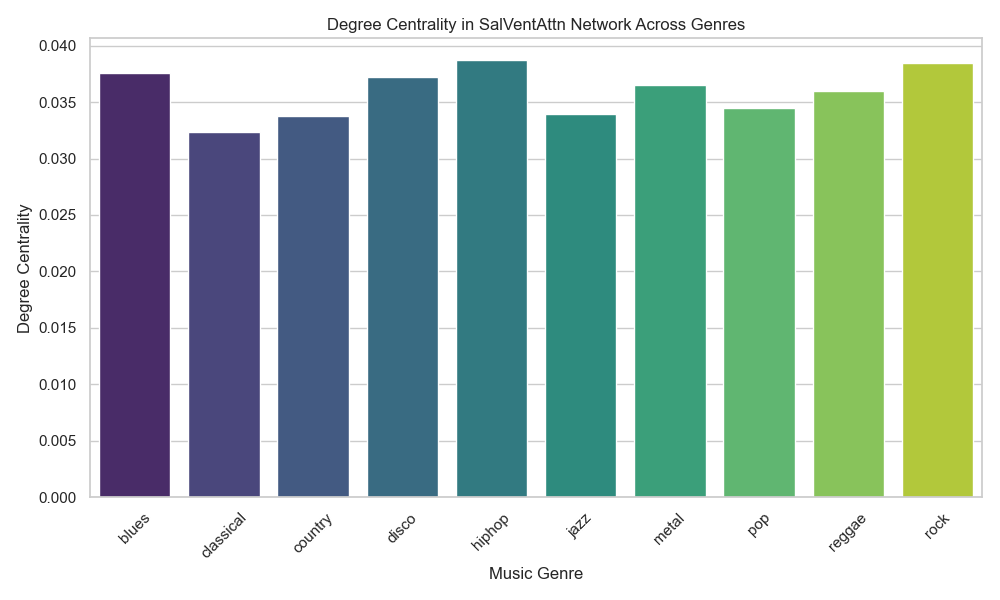 Degree Centrality in SalVentAttn Network Across Genres
Degree Centrality
0.040
0.035
0.030
0.025
0.020
0.015
0.010
0.005
0.000
blues
classical
country
disco
hiphop
jazz
metal
pop
reggae
rock
Music Genre